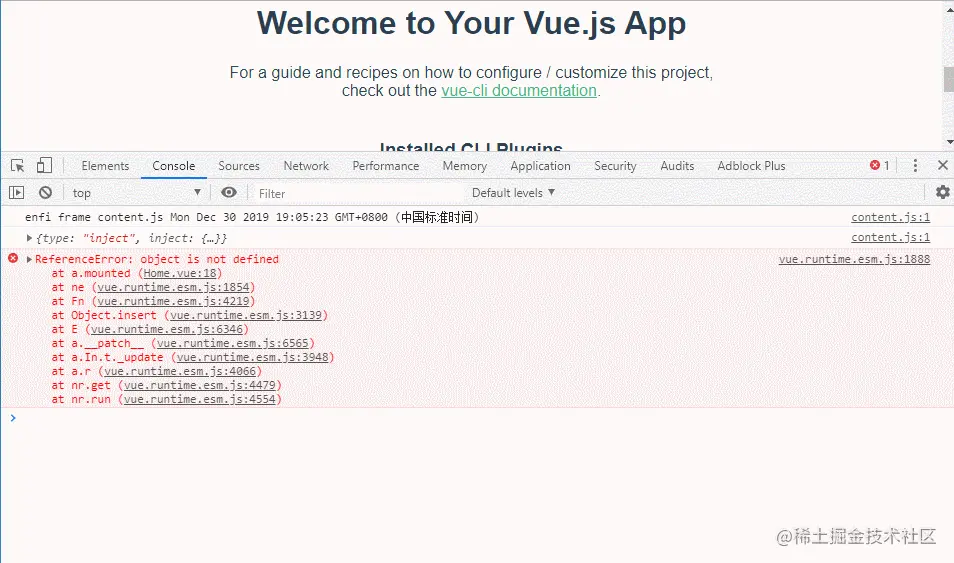 Welcome to Your Vue.js App
For a guide and recipes on how to configure / customize this project,
check out the vue-cli documentation.
Installed CLI Plugins
Elements Console Sources Network Performance Memory Application Security Audits Adblock Plus 1
top Filter Default levels
enfi frame content.js Mon Dec 30 2019 19:05:23 GMT+0800 (中国标准时间) content.js:1
{type: "inject", inject: {…}} content.js:1
ReferenceError: object is not defined vue.runtime.esm.js:1888
at a.mounted (Home.vue:18)
at ne (vue.runtime.esm.js:1854)
at Fn (vue.runtime.esm.js:4219)
at Object.insert (vue.runtime.esm.js:3139)
at E (vue.runtime.esm.js:6346)
at a.__patch__ (vue.runtime.esm.js:6565)
at a.In.t._update (vue.runtime.esm.js:3948)
at a.r (vue.runtime.esm.js:4066)
at nr.get (vue.runtime.esm.js:4479)
at nr.run (vue.runtime.esm.js:4554)
@稀土掘金技术社区